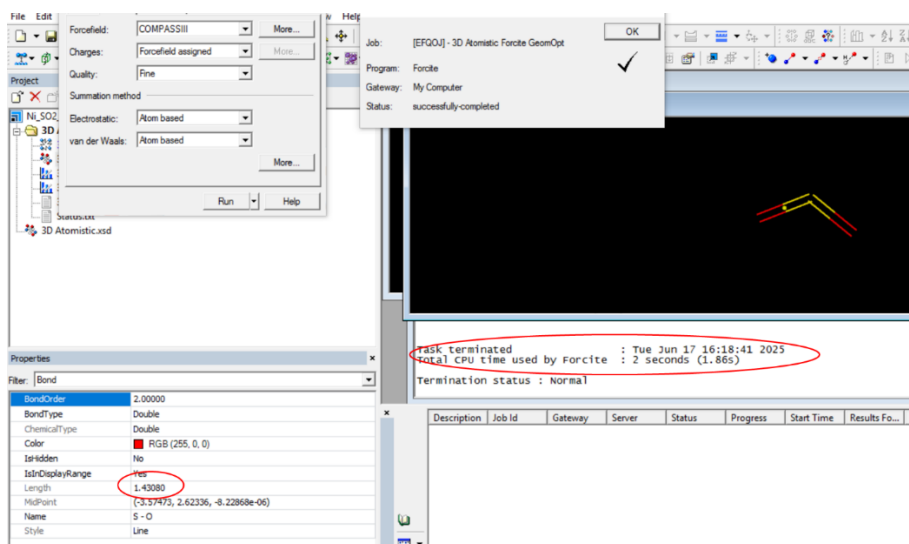 File Edit
w Help
Forcefield: COMPASSIII More...
Charges: Forcefield assigned More...
Quality: Fine
Summation method
Electrostatic: Atom based
van der Waals: Atom based
More...
Run Help
Job: [EFQOJ] - 3D Atomistic Forcite GeomOpt
OK
Program: Forcite
Gateway: My Computer
Status: successfully-completed
Project
Ni_SO2_
3D
Status.txt
3D Atomistic.xsd
Task terminated : Tue Jun 17 16:18:41 2025
Total CPU time used by Forcite : 2 seconds (1.86s)
Termination status : Normal
Properties
Filter: Bond
BondOrder 2.00000
BondType Double
ChemicalType Double
Color RGB (255, 0, 0)
IsHidden No
IsInDisplayRange Yes
Length 1.43080
MidPoint (-3.57473, 2.62336, -8.22868e-06)
Name S - O
Style Line
Description Job Id Gateway Server Status Progress Start Time Results Fo...